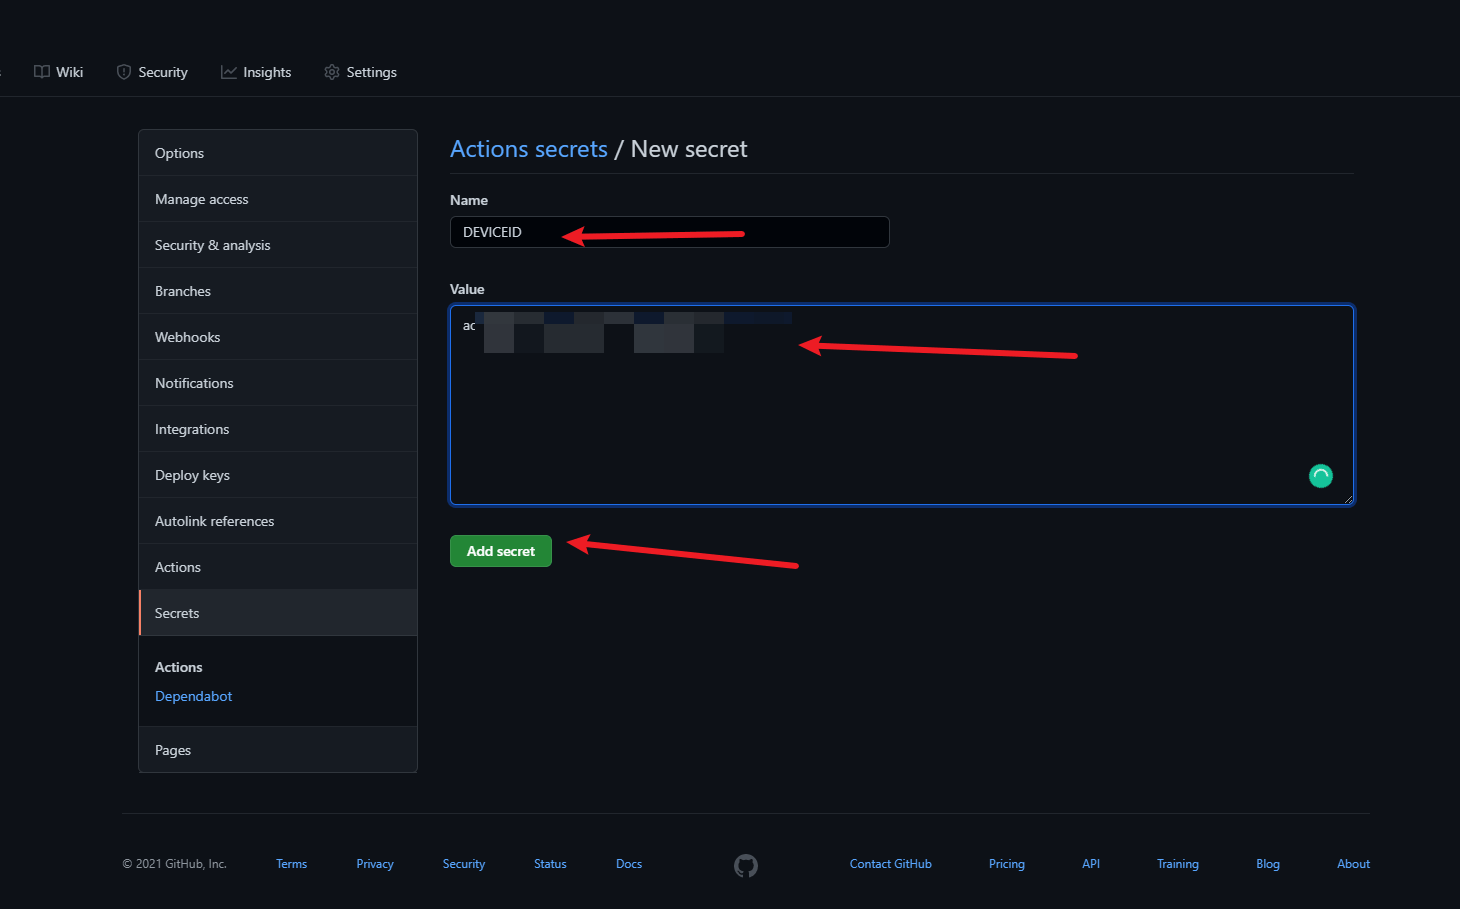 Wiki Security Insights Settings
Options
Manage access
Security & analysis
Branches
Webhooks
Notifications
Integrations
Deploy keys
Autolink references
Actions
Secrets
Actions
Dependabot
Pages
Actions secrets / New secret
Name
DEVICEID
Value
ac
Add secret
© 2021 GitHub, Inc. Terms Privacy Security Status Docs Contact GitHub Pricing API Training Blog About